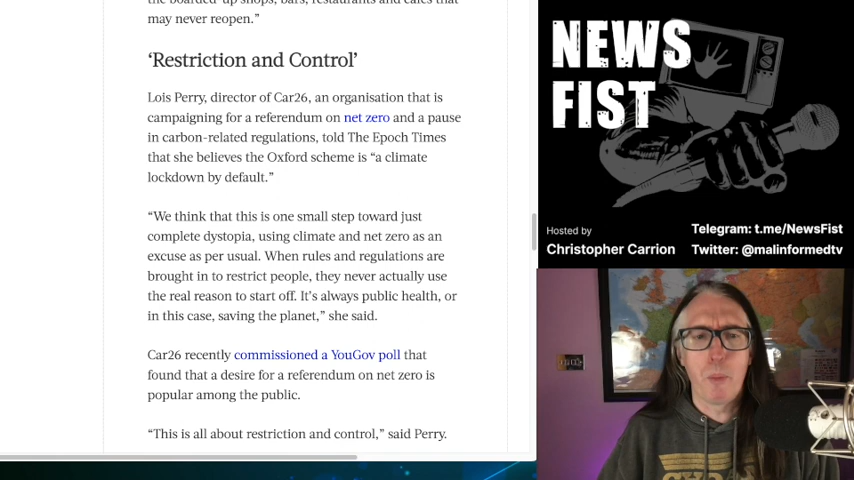 the boarded-up shops, bars, restaurants and cafes that
may never reopen.”
‘Restriction and Control’
Lois Perry, director of Car26, an organisation that is
campaigning for a referendum on net zero and a pause
in carbon-related regulations, told The Epoch Times
that she believes the Oxford scheme is “a climate
lockdown by default.”
“We think that this is one small step toward just
complete dystopia, using climate and net zero as an
excuse as per usual. When rules and regulations are
brought in to restrict people, they never actually use
the real reason to start off. It’s always public health, or
in this case, saving the planet,” she said.
Car26 recently commissioned a YouGov poll that
found that a desire for a referendum on net zero is
popular among the public.
“This is all about restriction and control,” said Perry.
NEWS
FIST
Hosted by
Christopher Carrion
Telegram: t.me/NewsFist
Twitter: @malinformedtv